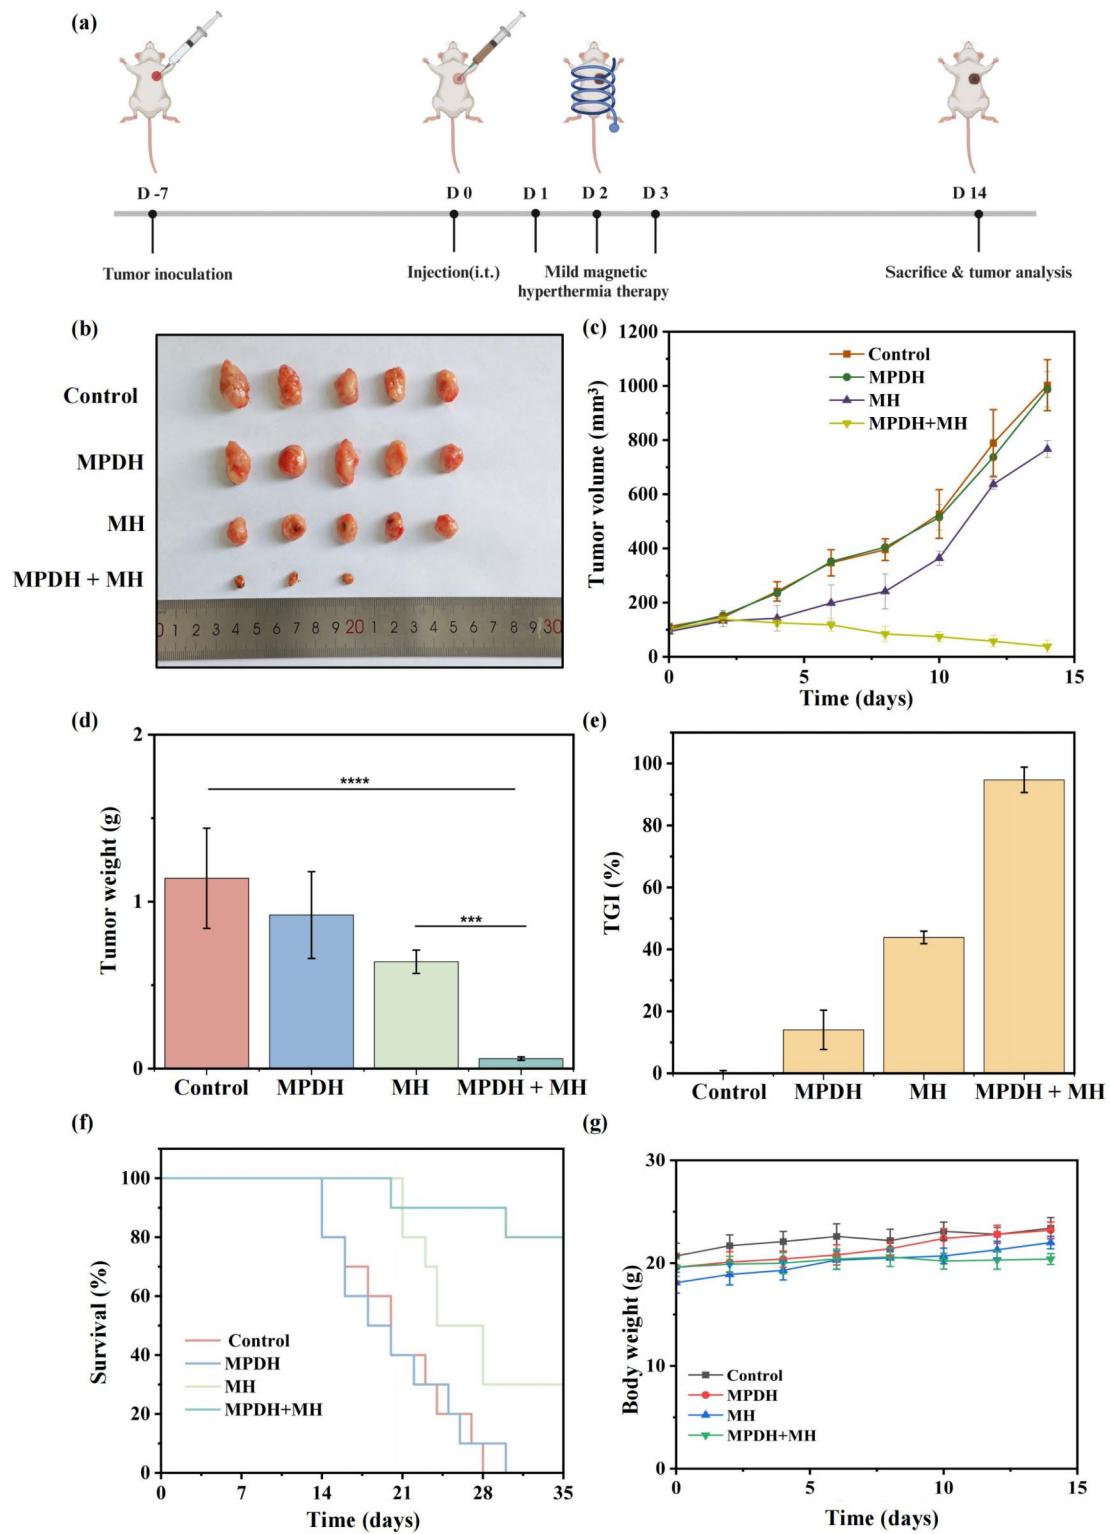 (a)
D -7
D 0
D 1
D 2
D 3
D 14
Tumor inoculation
Injection(i.t.)
Mild magnetic
hyperthermia therapy
Sacrifice & tumor analysis
(b)
Control
MPDH
MH
MPDH + MH
0 1 2 3 4 5 6 7 8 9 20 1 2 3 4 5 6 7 8 9 30
(c)
1200
1000
800
600
400
200
0
Tumor volume (mm³)
Control
MPDH
MH
MPDH+MH
0 5 10 15
Time (days)
(d)
2
1
0
Tumor weight (g)
****
***
Control MPDH MH MPDH + MH
(e)
100
80
60
40
20
0
TGI (%)
Control MPDH MH MPDH + MH
(f)
100
80
60
40
20
0
Survival (%)
Control
MPDH
MH
MPDH+MH
0 7 14 21 28 35
Time (days)
(g)
30
20
10
0
Body weight (g)
Control
MPDH
MH
MPDH+MH
0 5 10 15
Time (days)